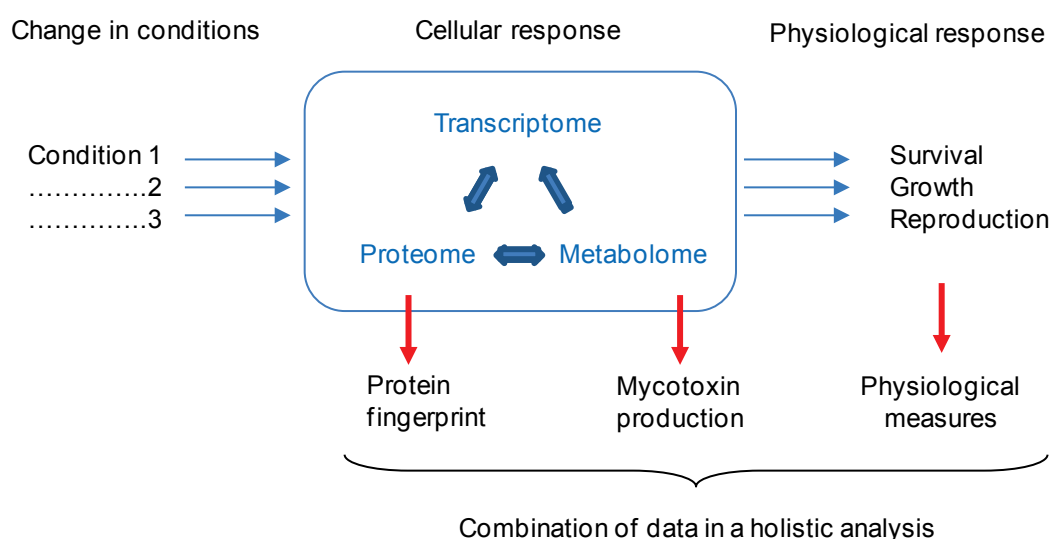 Change in conditions
Cellular response
Physiological response
Transcriptome
Condition 1
…………..2
…………..3
Survival
Growth
Reproduction
Proteome
Metabolome
Protein
fingerprint
Mycotoxin
production
Physiological
measures
Combination of data in a holistic analysis